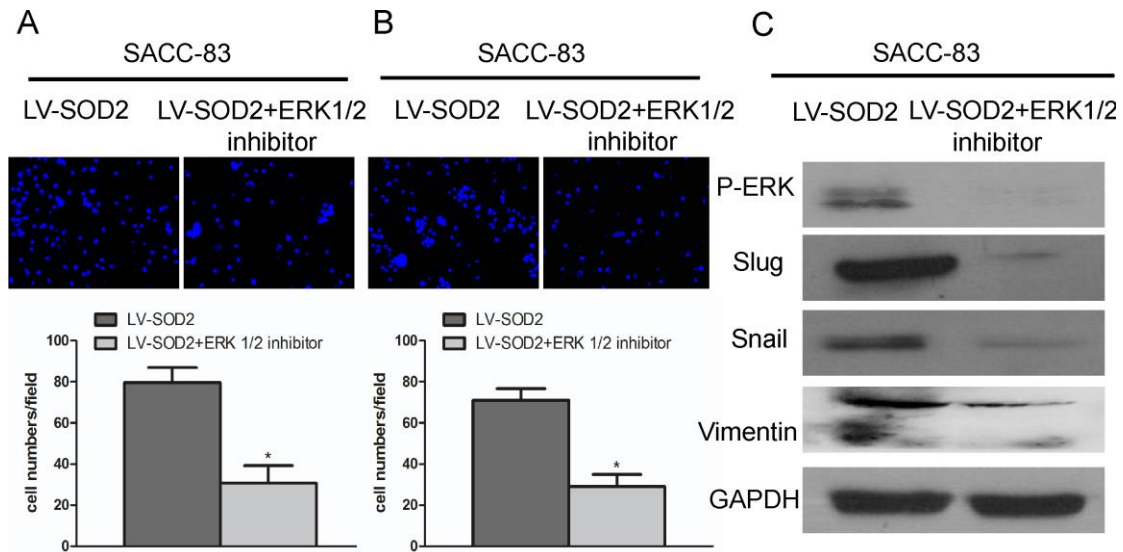 A
SACC-83
LV-SOD2
LV-SOD2+ERK1/2
inhibitor
LV-SOD2
LV-SOD2+ERK 1/2 inhibitor
cell numbers/field
100
80
60
40
20
0
*
B
SACC-83
LV-SOD2
LV-SOD2+ERK1/2
inhibitor
LV-SOD2
LV-SOD2+ERK 1/2 inhibitor
cell numbers/field
100
80
60
40
20
0
*
C
SACC-83
LV-SOD2
LV-SOD2+ERK1/2
inhibitor
P-ERK
Slug
Snail
Vimentin
GAPDH